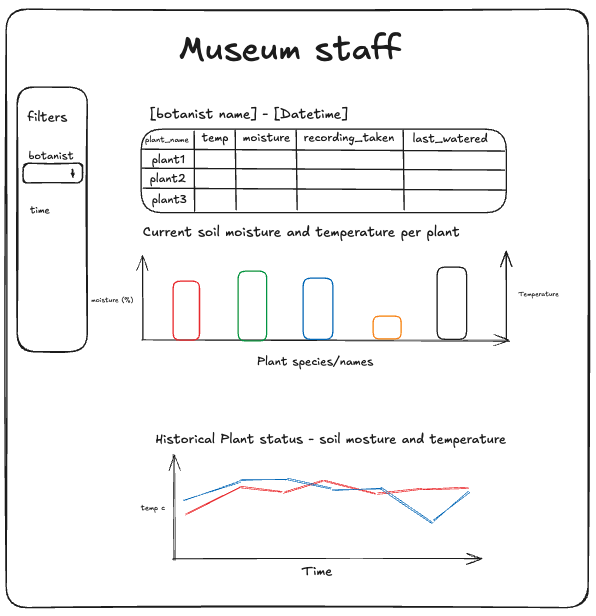 Museum staff
filters
botanist
time
[botanist name] - [Datetime]
plant_name temp moisture recording_taken last_watered
plant1
plant2
plant3
Current soil moisture and temperature per plant
moisture (%)
Temperature
Plant species/names
Historical Plant status - soil mosture and temperature
temp c
Time